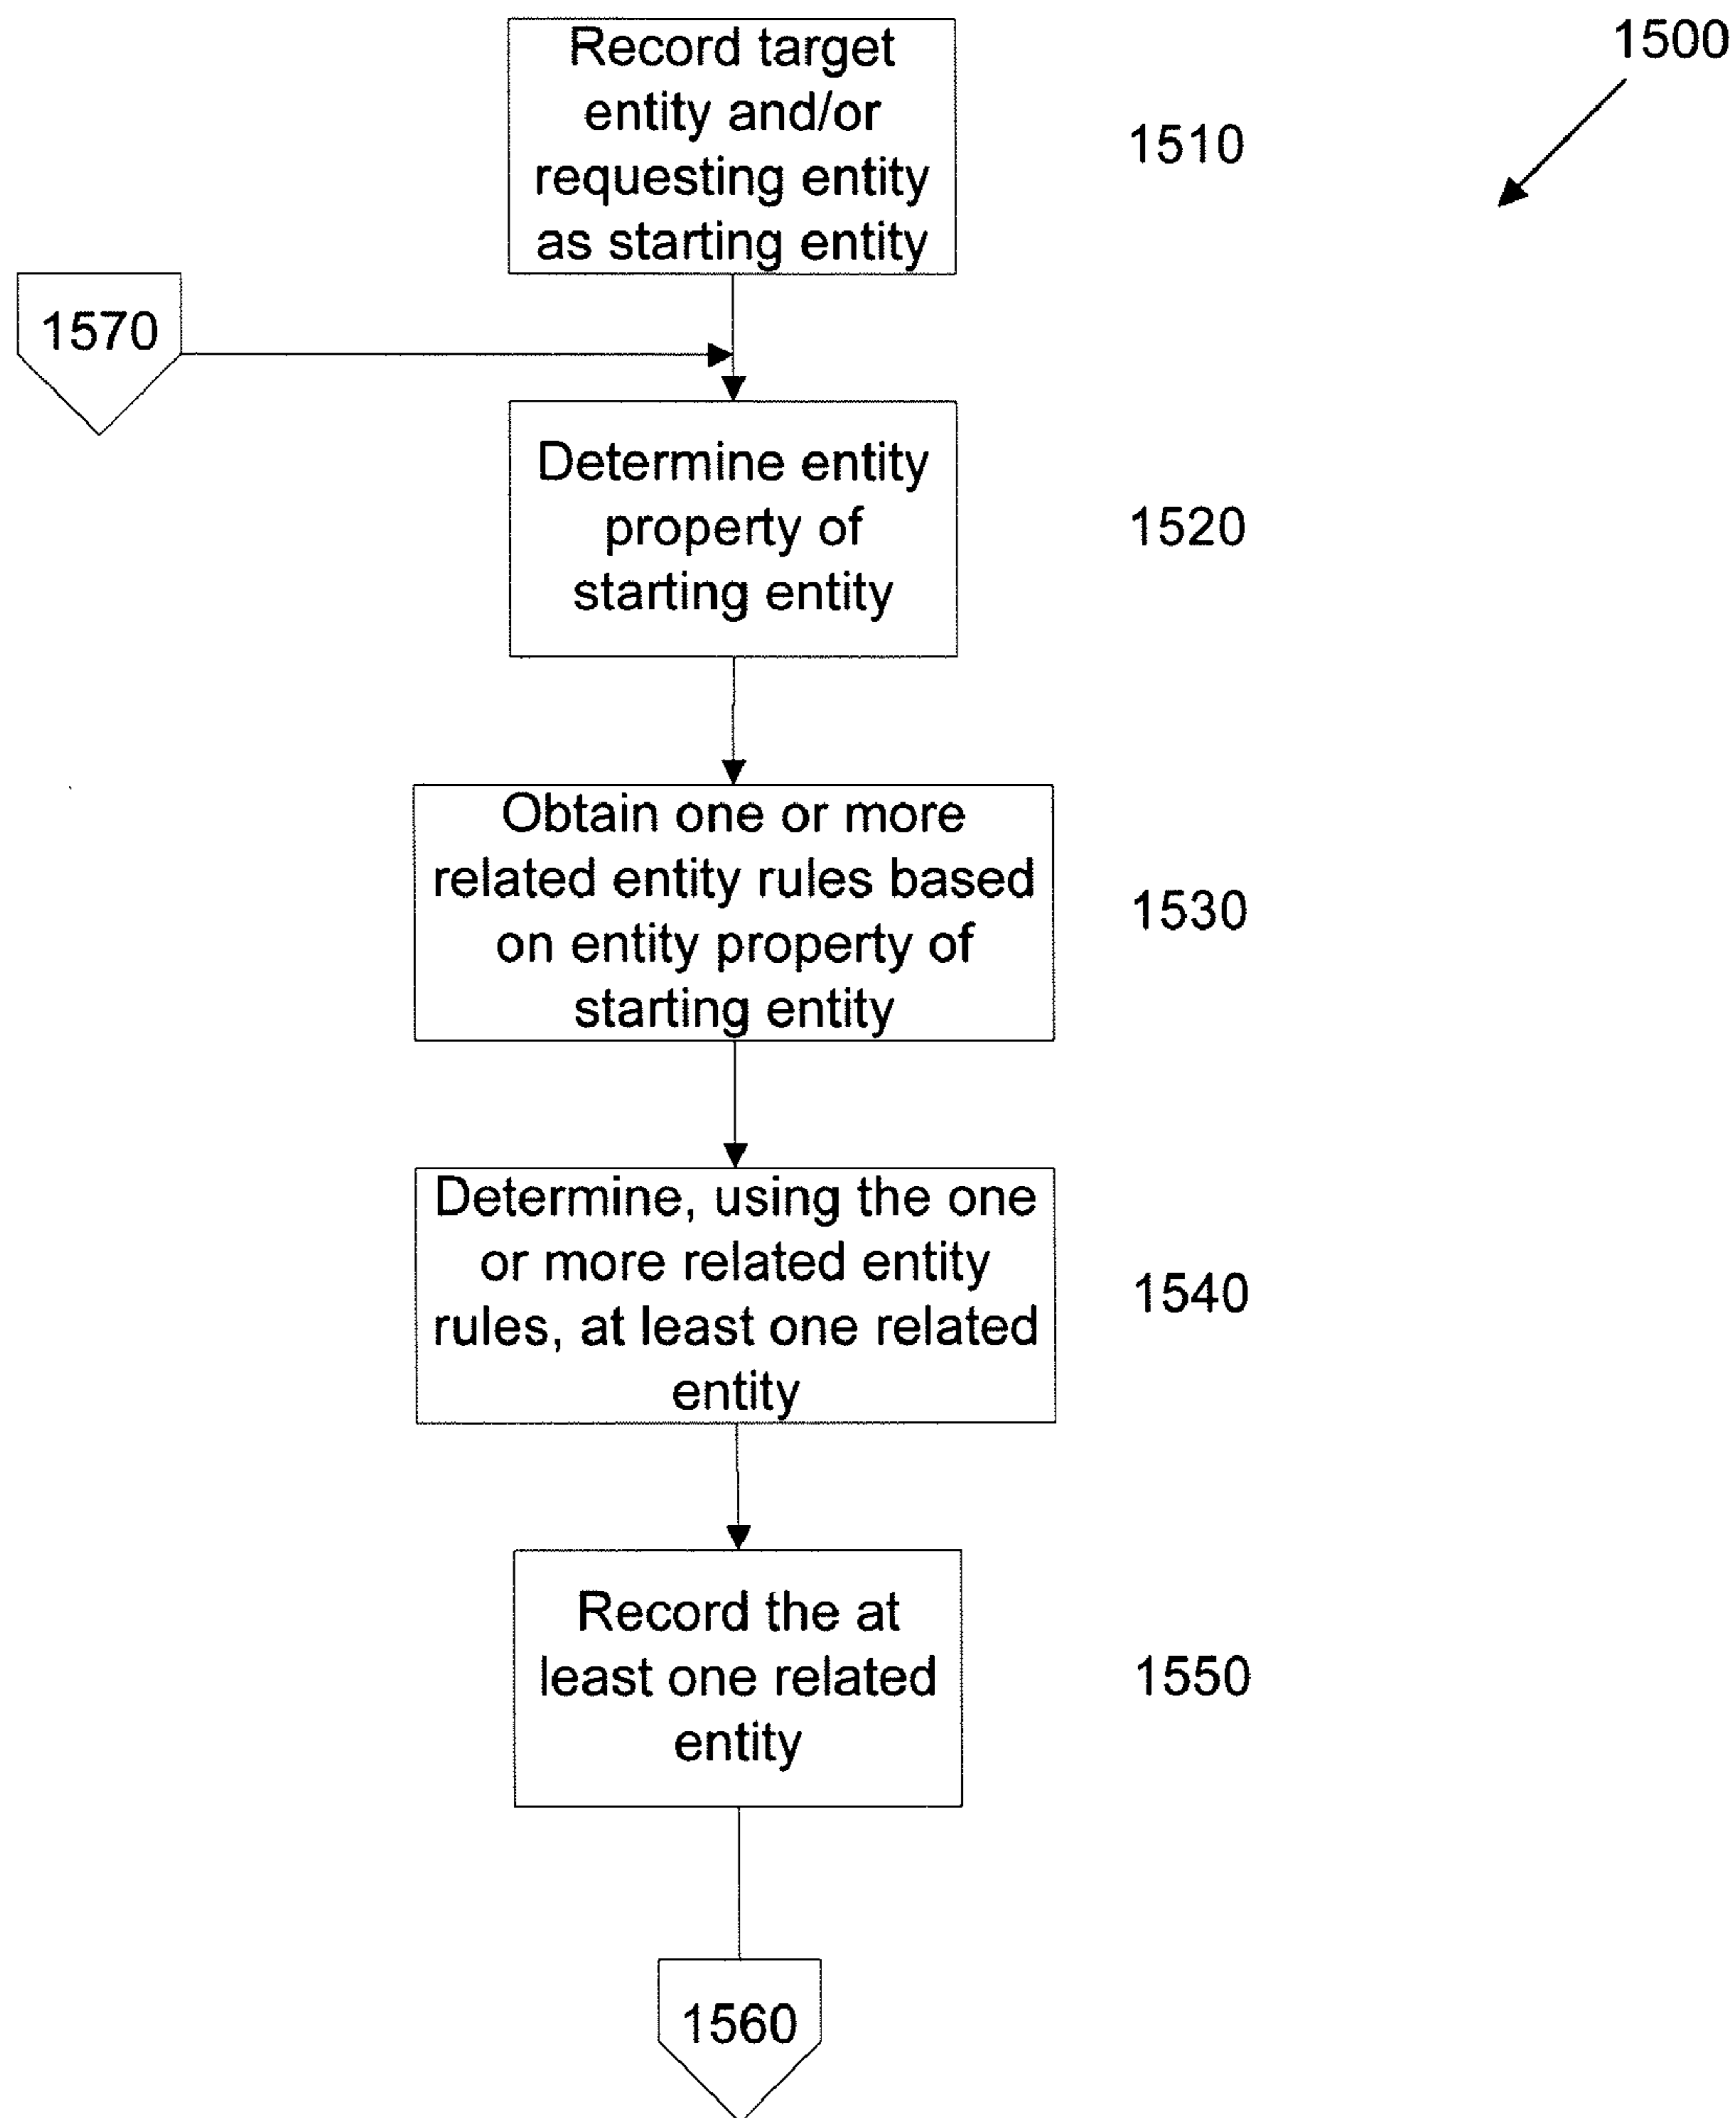 Record target
entity and/or
requesting entity
as starting entity
1510
1500
1570
Determine entity
property of
starting entity
1520
Obtain one or more
related entity rules based
on entity property of
starting entity
1530
Determine, using the one
or more related entity
rules, at least one related
entity
1540
Record the at
least one related
entity
1550
1560